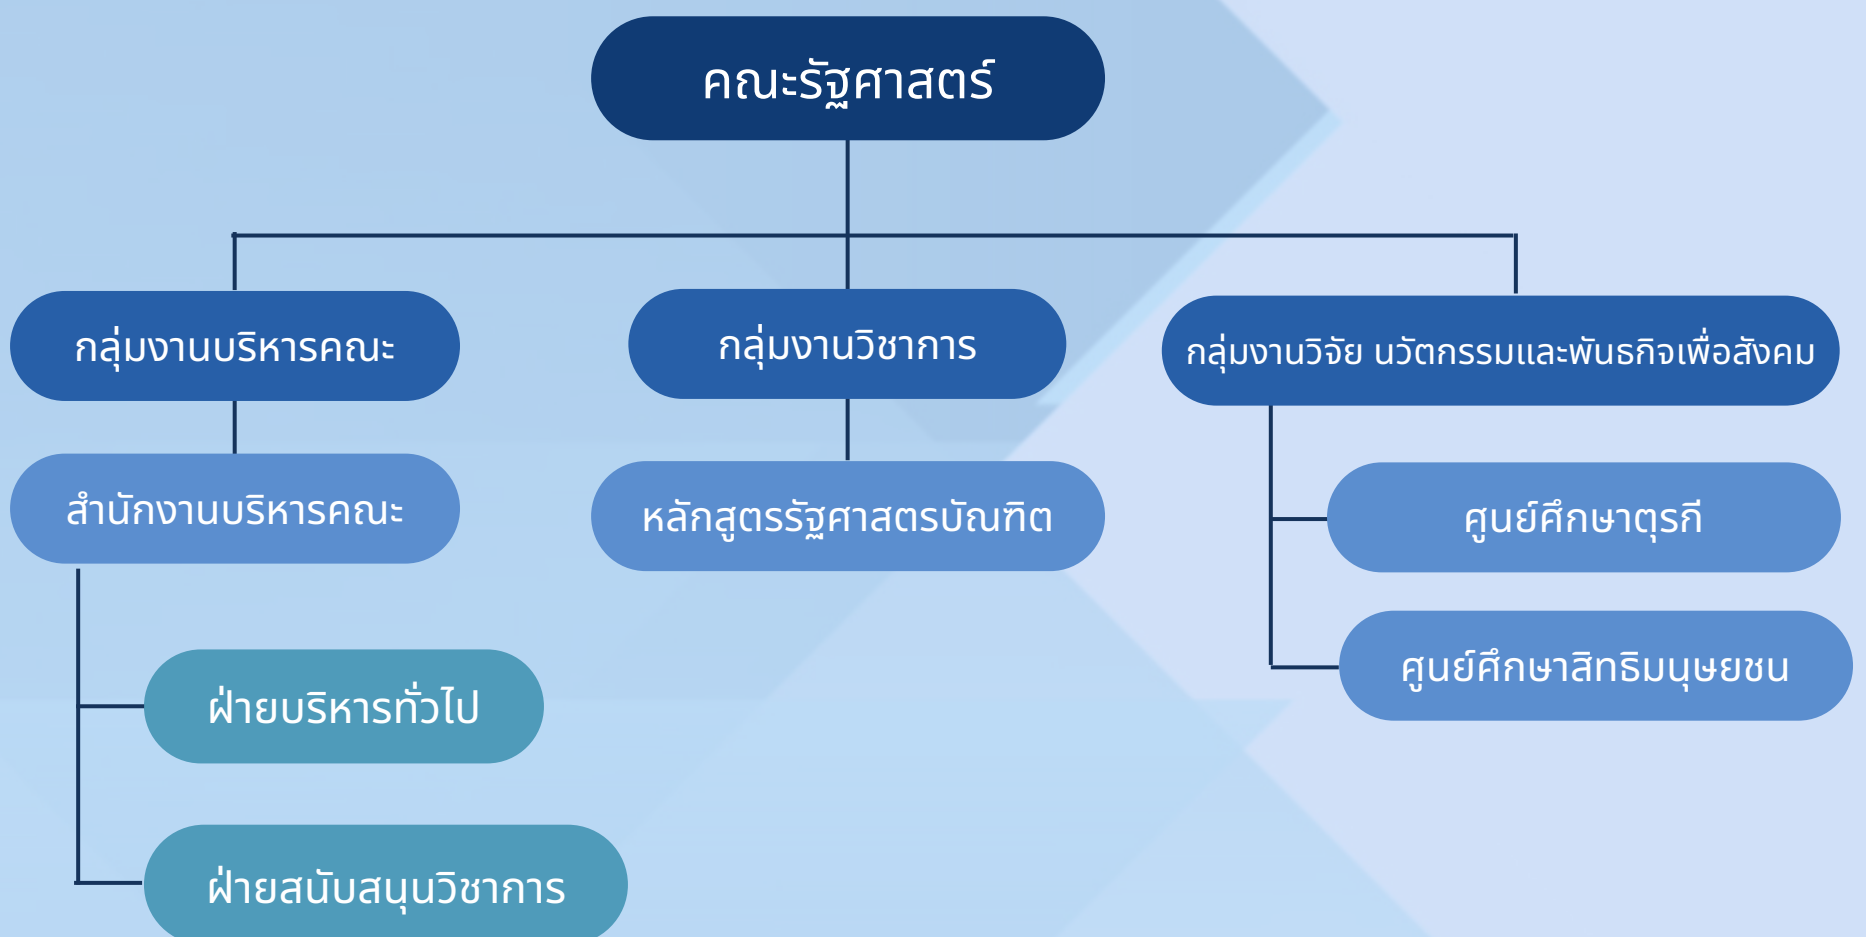 คณะรัฐศาสตร์
กลุ่มงานบริหารคณะ
กลุ่มงานวิชาการ
กลุ่มงานวิจัย นวัตกรรมและพันธกิจเพื่อสังคม
สำนักงานบริหารคณะ
หลักสูตรรัฐศาสตรบัณฑิต
ศูนย์ศึกษาตุรกี
ศูนย์ศึกษาสิทธิมนุษยชน
ฝ่ายบริหารทั่วไป
ฝ่ายสนับสนุนวิชาการ